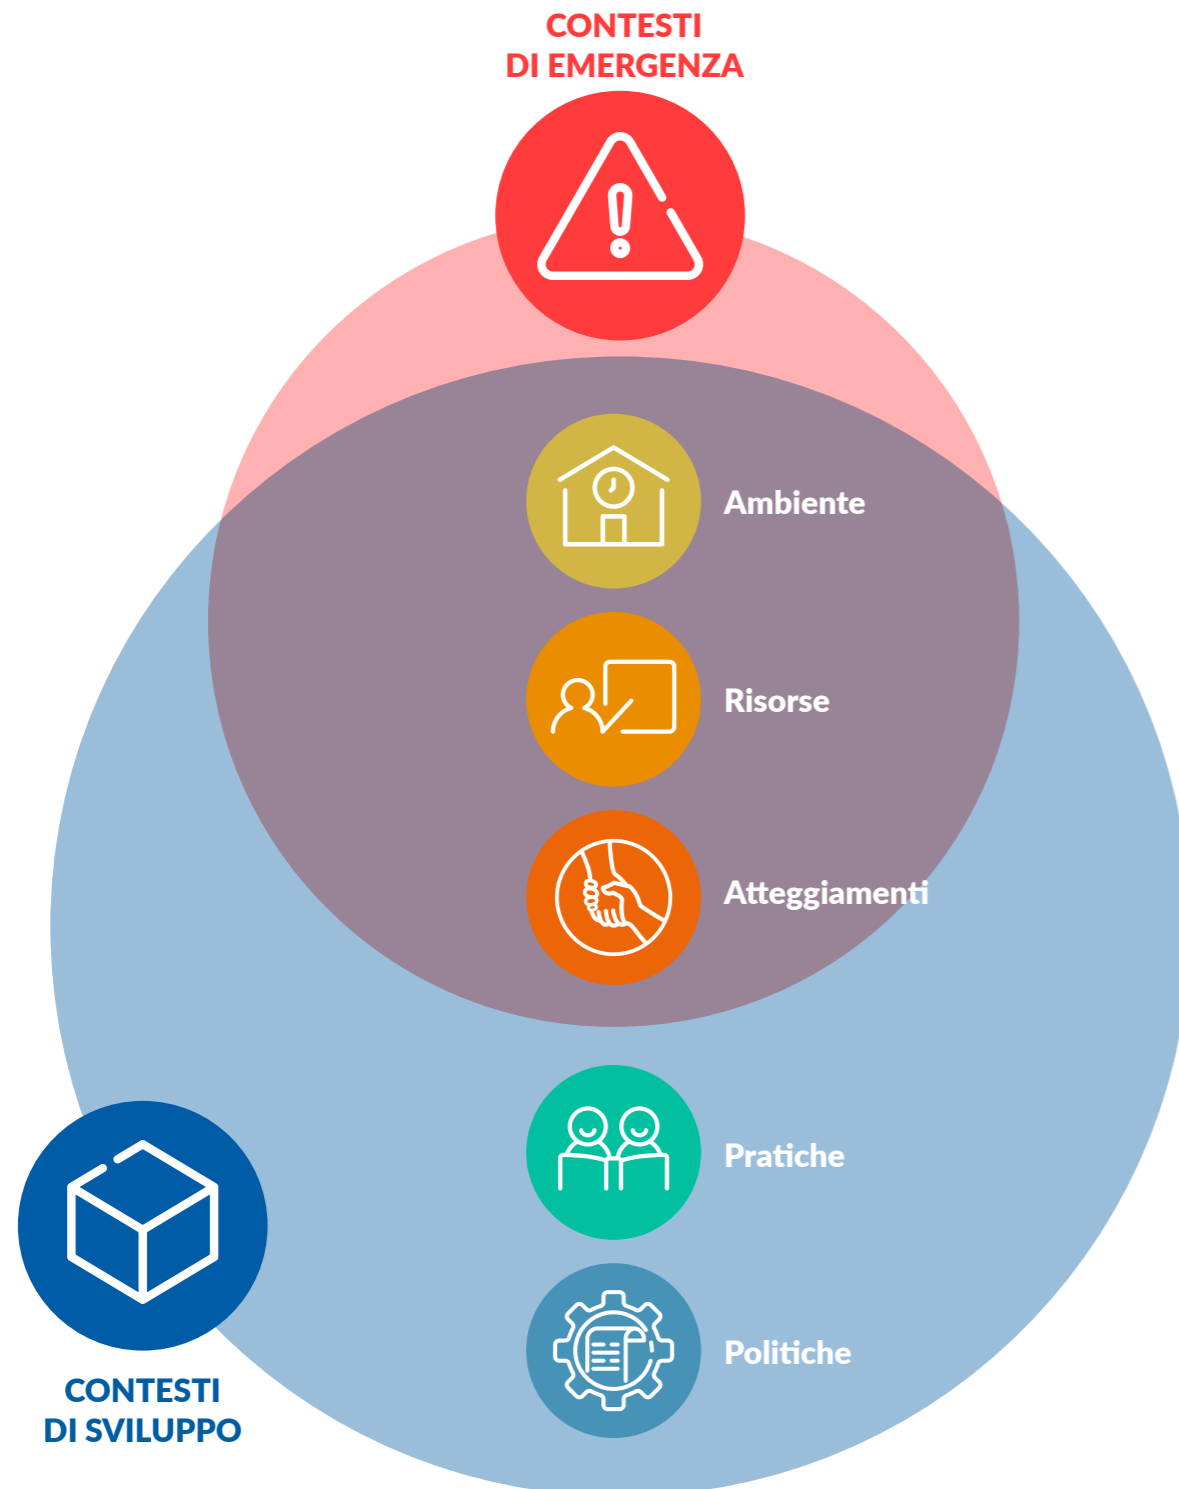 CONTESTI
DI EMERGENZA
Ambiente
Risorse
Atteggiamenti
Pratiche
Politiche
CONTESTI
DI SVILUPPO